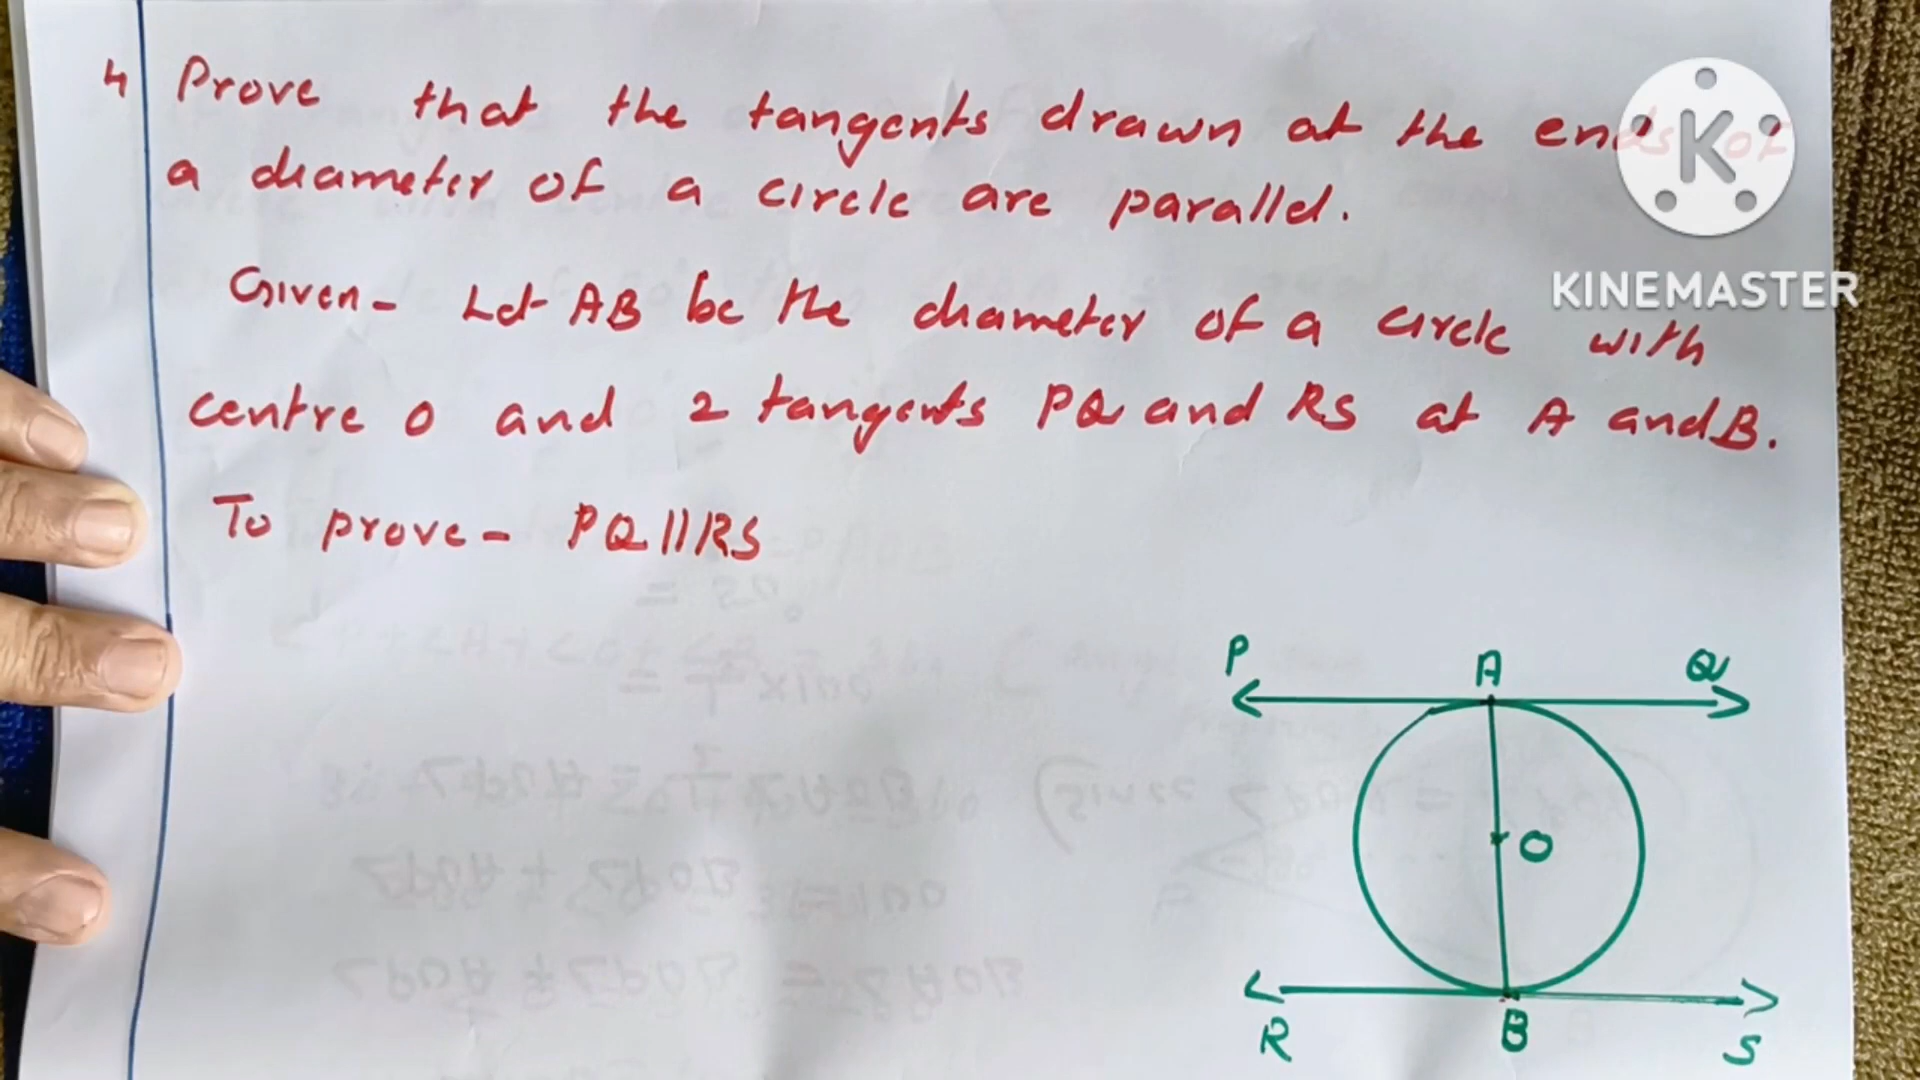 4 Prove that the tangents drawn at the ends of
a diameter of a circle are parallel.
Given - Let AB be the diameter of a circle with
centre O and 2 tangents PQ and RS at A and B.
To prove - PQ || RS
K
KINEMASTER
P A Q
O
R B S